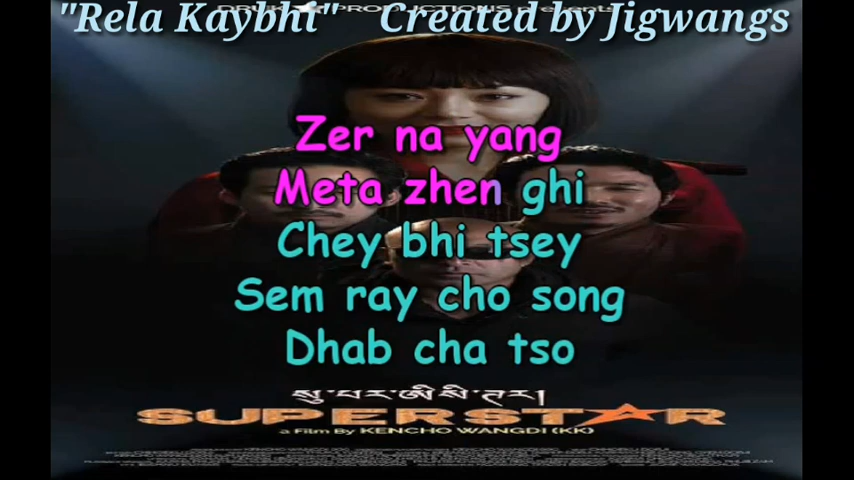 "Rela Kaybhi" Created by Jigwangs
Zer na yang
Meta zhen ghi
Chey bhi tsey
Sem ray cho song
Dhab cha tso
སུ་པར་ཨིསི་ཊར།
SUPERSTAR
a Film By KENCHO WANGDI (KK)